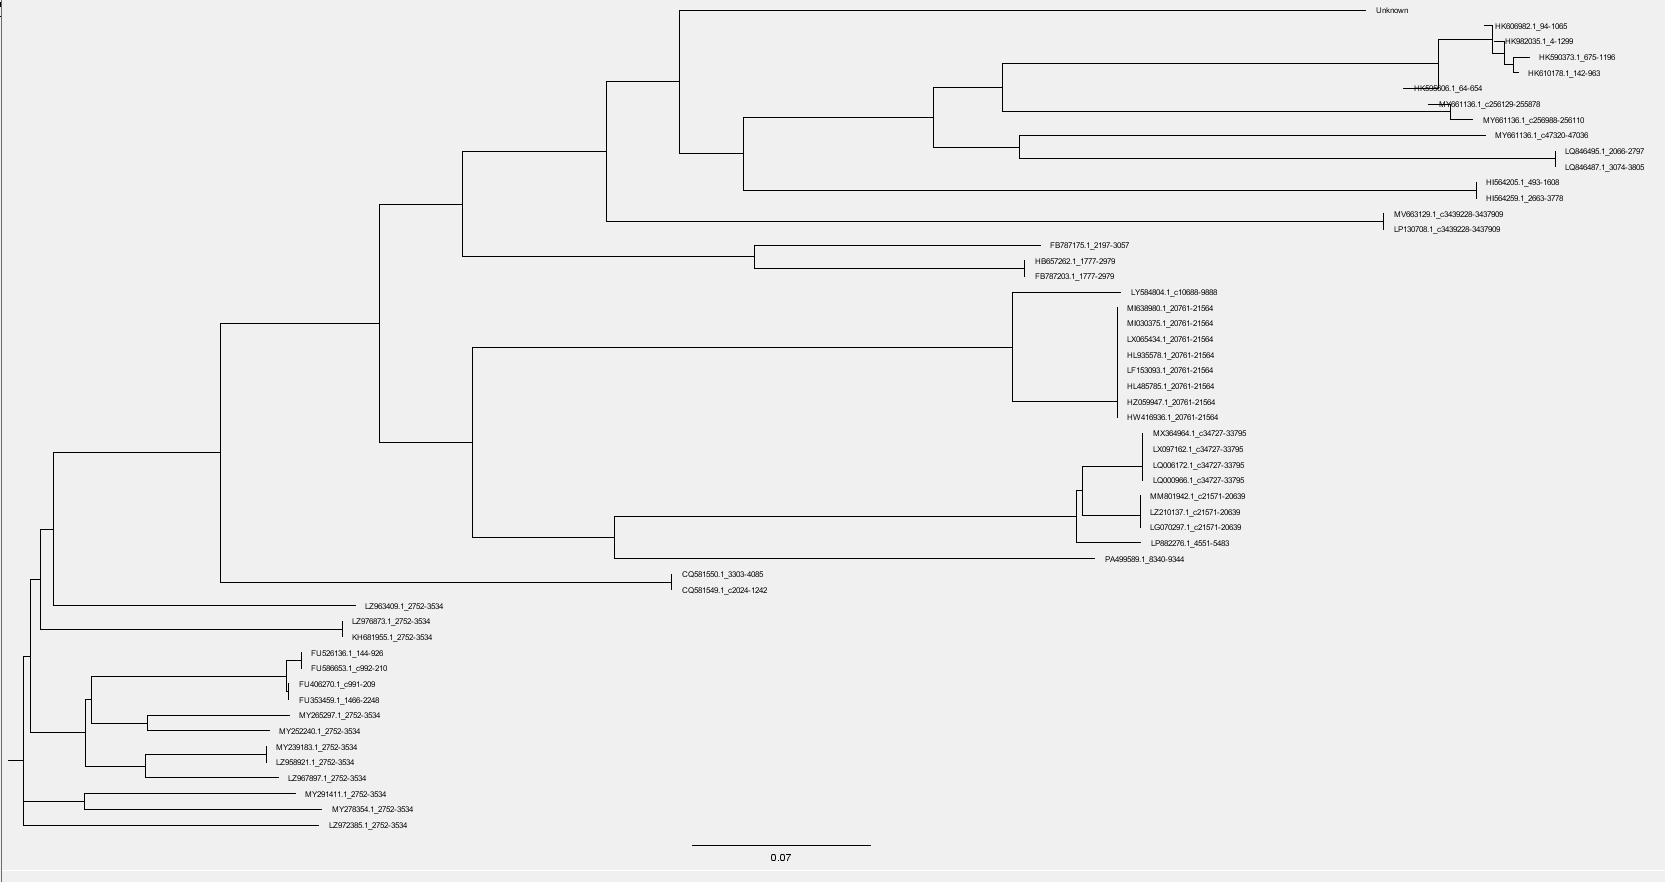 Unknown
HK606982.1_94-1065
HK982035.1_4-1299
HK590373.1_675-1196
HK610178.1_142-963
HK595606.1_64-654
MY661136.1_c256129-255878
MY661136.1_c256988-256110
MY661136.1_c47320-47036
LQ846495.1_2066-2797
LQ846487.1_3074-3805
HI564205.1_493-1608
HI564259.1_2663-3778
MV663129.1_c3439228-3437909
LP130708.1_c3439228-3437909
FB787175.1_2197-3057
HB657262.1_1777-2979
FB787203.1_1777-2979
LY584804.1_c10688-9888
MI638980.1_20761-21564
MI030375.1_20761-21564
LX065434.1_20761-21564
HL935578.1_20761-21564
LF153093.1_20761-21564
HL485785.1_20761-21564
HZ059947.1_20761-21564
HW416936.1_20761-21564
MX364964.1_c34727-33795
LX097162.1_c34727-33795
LQ006172.1_c34727-33795
LQ000966.1_c34727-33795
MM801942.1_c21571-20639
LZ210137.1_c21571-20639
LG070297.1_c21571-20639
LP882276.1_4551-5483
PA499589.1_8340-9344
CQ581550.1_3303-4085
CQ581549.1_c2024-1242
LZ963409.1_2752-3534
LZ976873.1_2752-3534
KH681955.1_2752-3534
FU526136.1_144-926
FU586653.1_c992-210
FU406270.1_c991-209
FU353459.1_1466-2248
MY265297.1_2752-3534
MY252240.1_2752-3534
MY239183.1_2752-3534
LZ958921.1_2752-3534
LZ967897.1_2752-3534
MY291411.1_2752-3534
MY278354.1_2752-3534
LZ972385.1_2752-3534
0.07